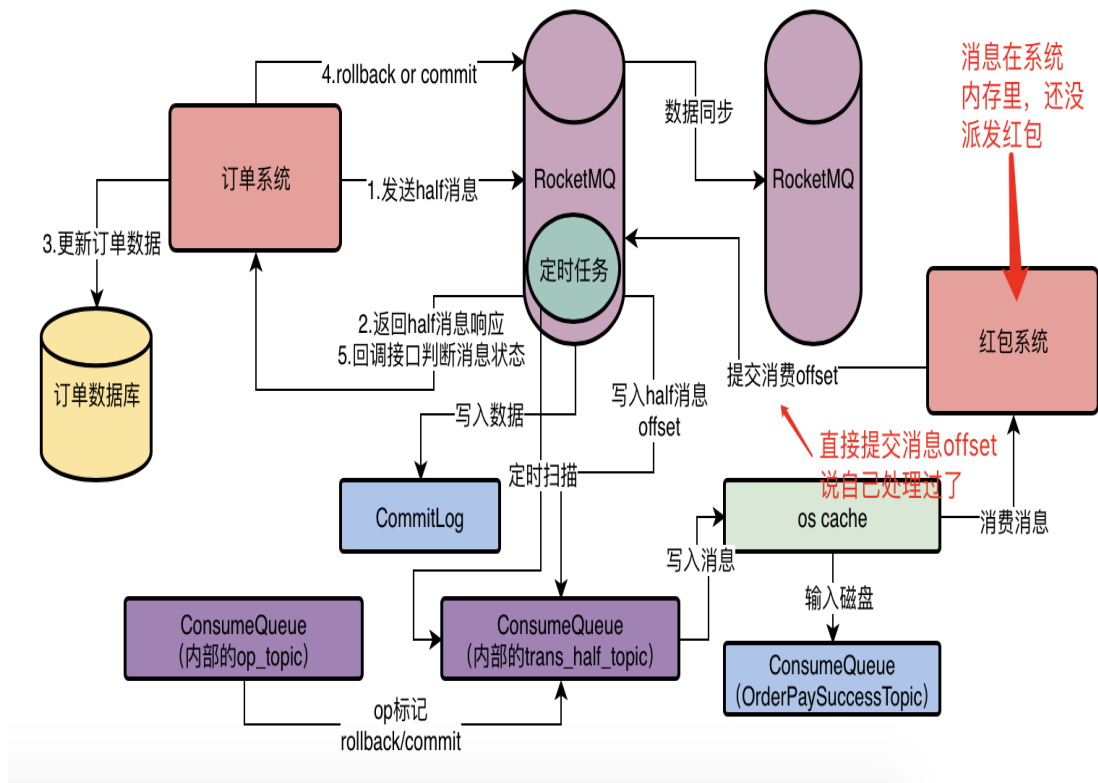 消息在系统
内存里，还没
派发红包
4.rollback or commit
数据同步
订单系统
1.发送half消息
RocketMQ
RocketMQ
3.更新订单数据
定时任务
2.返回half消息响应
5.回调接口判断消息状态
红包系统
提交消费offset
订单数据库
写入half消息
offset
写入数据
直接提交消息offset
说自己处理过了
定时扫描
CommitLog
os cache
消费消息
写入消息
输入磁盘
ConsumeQueue
（内部的op_topic）
ConsumeQueue
（内部的trans_half_topic）
ConsumeQueue
（OrderPaySuccessTopic）
op标记
rollback/commit